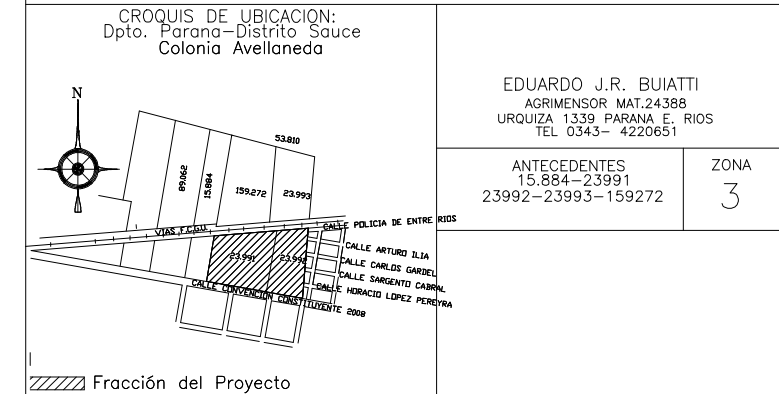 CROQUIS DE UBICACION:
Dpto. Parana-Distrito Sauce
Colonia Avellaneda
N
53.810
89.062
15.884
159.272
23.993
VIAS F.C.G.U.
CALLE POLICIA DE ENTRE RIOS
23.991
23.992
CALLE ARTURO ILIA
CALLE CARLOS GARDEL
CALLE SARGENTO CABRAL
CALLE HORACIO LOPEZ PEREYRA
CALLE CONVENCIÓN CONSTITUYENTE 2008
Fracción del Proyecto
EDUARDO J.R. BUIATTI
AGRIMENSOR MAT.24388
URQUIZA 1339 PARANA E. RIOS
TEL 0343- 4220651
ANTECEDENTES
15.884-23991
23992-23993-159272
ZONA
3